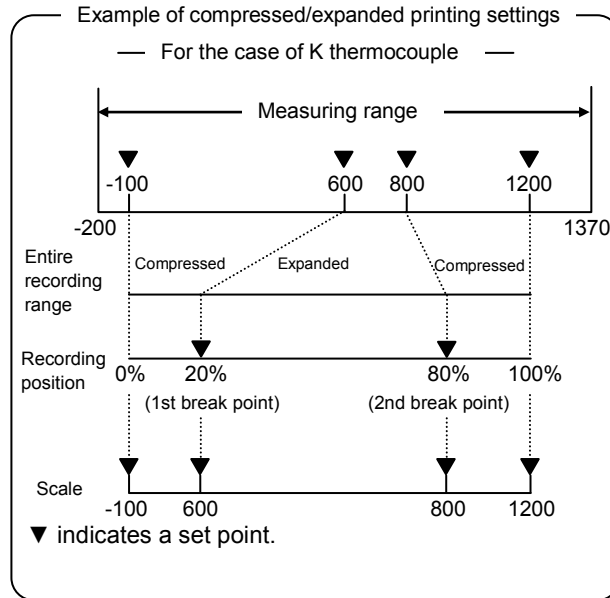 Example of compressed/expanded printing settings
For the case of K thermocouple
Measuring range
-100 600 800 1200
-200 1370
Entire recording range
Compressed Expanded Compressed
Recording position
0% 20% 80% 100%
(1st break point) (2nd break point)
Scale
-100 600 800 1200
▼ indicates a set point.